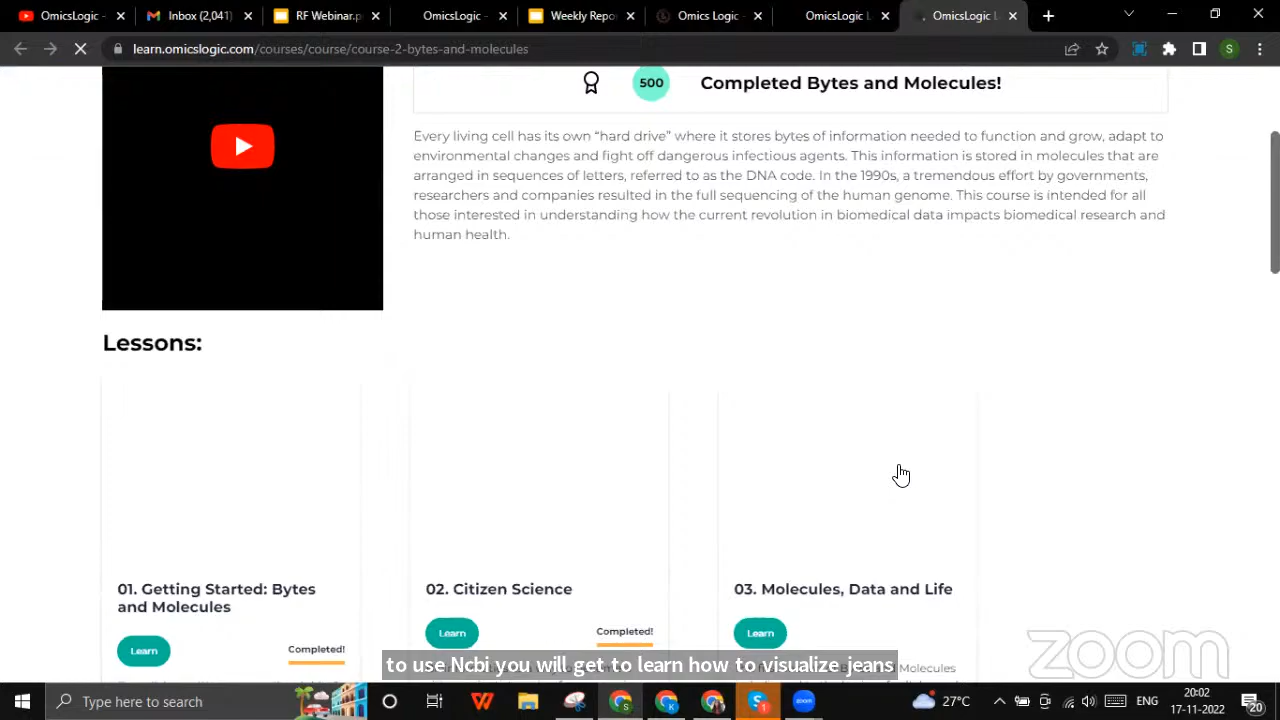 OmicsLogic -
Inbox (2,041)
RF Webinar.p
OmicsLogic -
Weekly Repo
Omics Logic -
OmicsLogic L
OmicsLogic L
learn.omicslogic.com/courses/course/course-2-bytes-and-molecules
S
500
Completed Bytes and Molecules!
Every living cell has its own “hard drive” where it stores bytes of information needed to function and grow, adapt to
environmental changes and fight off dangerous infectious agents. This information is stored in molecules that are
arranged in sequences of letters, referred to as the DNA code. In the 1990s, a tremendous effort by governments,
researchers and companies resulted in the full sequencing of the human genome. This course is intended for all
those interested in understanding how the current revolution in biomedical data impacts biomedical research and
human health.
Lessons:
01. Getting Started: Bytes
and Molecules
Learn
Completed!
02. Citizen Science
Learn
Completed!
03. Molecules, Data and Life
Learn
Molecules
to use Ncbi you will get to learn how to visualize jeans
zoom
Type here to search
27°C
ENG
20:02
17-11-2022
20